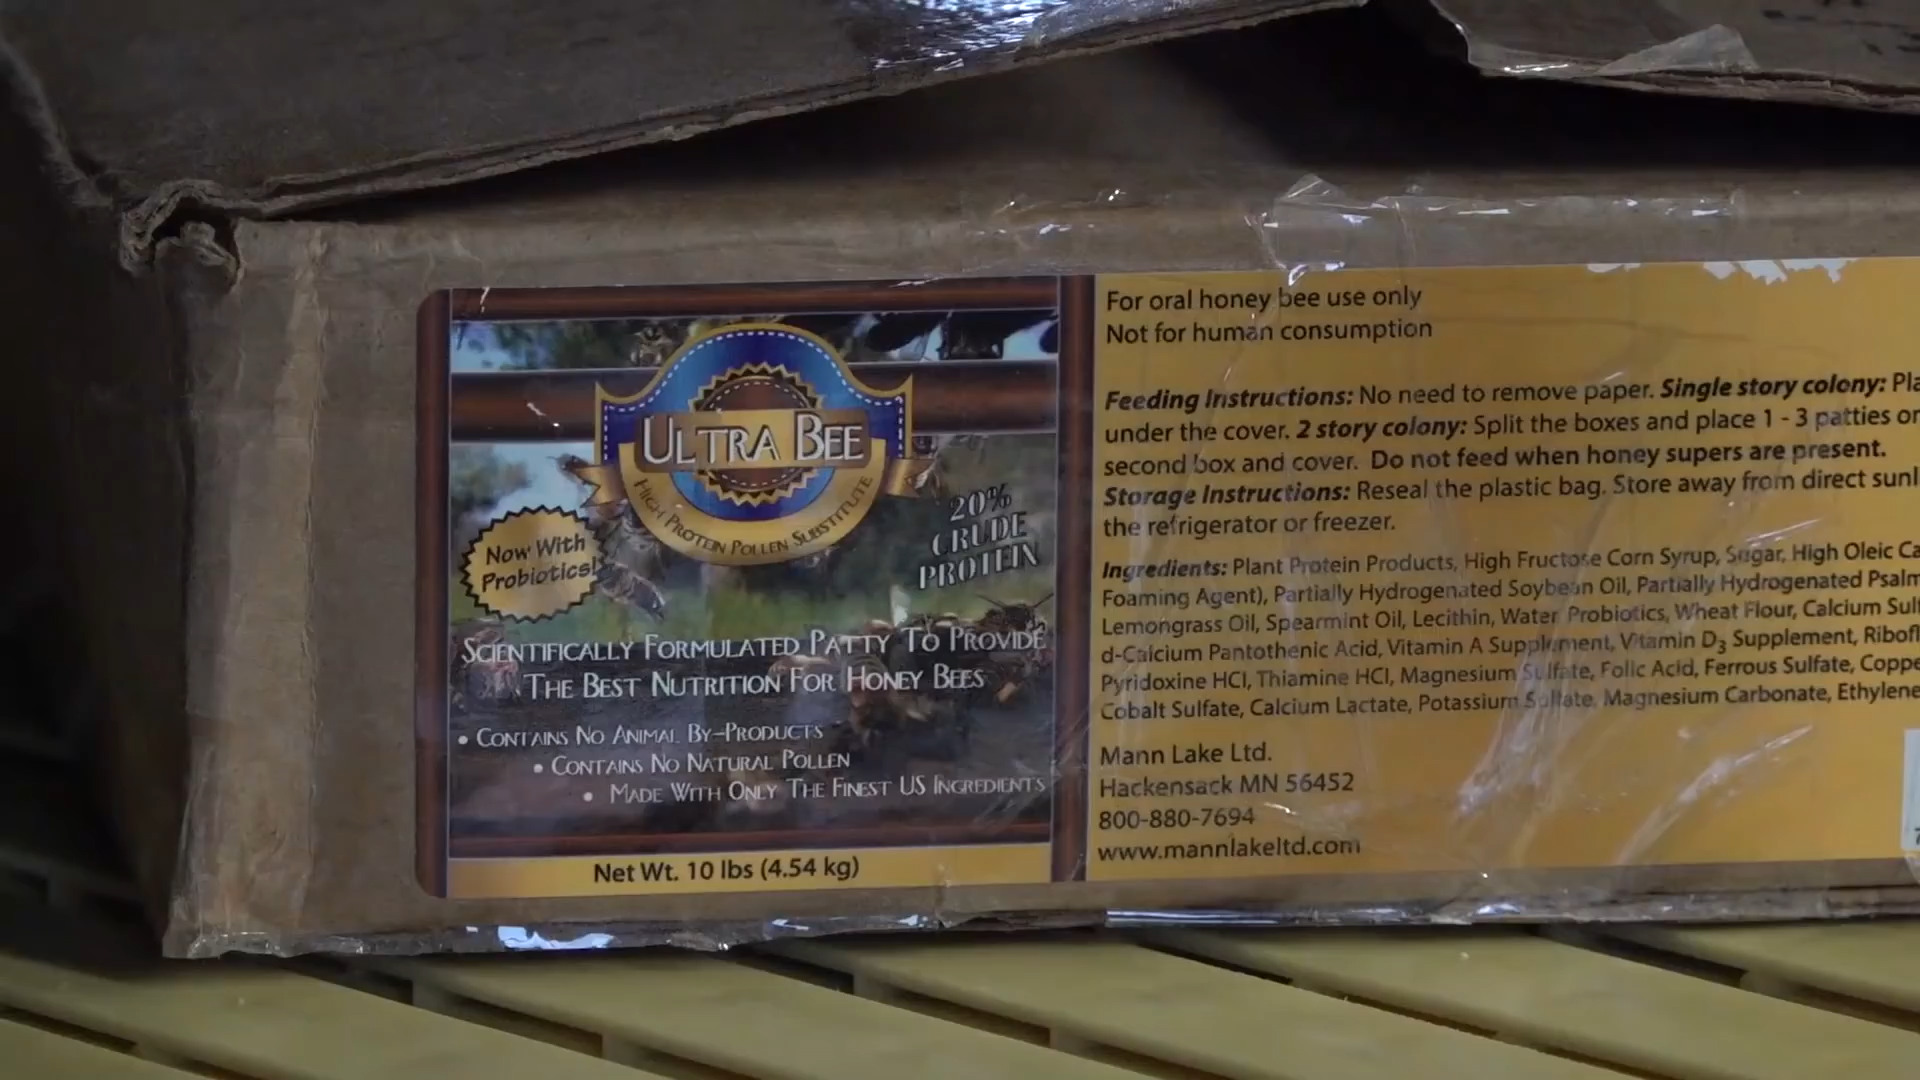 ULTRA BEE
HIGH PROTEIN POLLEN SUBSTITUTE
Now With
Probiotics!
20%
CRUDE
PROTEIN
SCIENTIFICALLY FORMULATED PATTY TO PROVIDE
THE BEST NUTRITION FOR HONEY BEES
• CONTAINS NO ANIMAL BY-PRODUCTS
• CONTAINS NO NATURAL POLLEN
• MADE WITH ONLY THE FINEST US INGREDIENTS
Net Wt. 10 lbs (4.54 kg)
For oral honey bee use only
Not for human consumption
Feeding Instructions: No need to remove paper. Single story colony:
under the cover. 2 story colony: Split the boxes and place 1 - 3 patties
second box and cover. Do not feed when honey supers are present.
Storage Instructions: Reseal the plastic bag. Store away from direct
the refrigerator or freezer.
Ingredients: Plant Protein Products, High Fructose Corn Syrup, Sugar, High Oleic
Foaming Agent), Partially Hydrogenated Soybean Oil, Partially Hydrogenated
Lemongrass Oil, Spearmint Oil, Lecithin, Water Probiotics, Wheat Flour, Calcium
d-Calcium Pantothenic Acid, Vitamin A Supplement, Vitamin D3 Supplement,
Pyridoxine HCl, Thiamine HCl, Magnesium Sulfate, Folic Acid, Ferrous Sulfate,
Cobalt Sulfate, Calcium Lactate, Potassium Sulfate, Magnesium Carbonate,
Mann Lake Ltd.
Hackensack MN 56452
800-880-7694
www.mannlakeltd.com